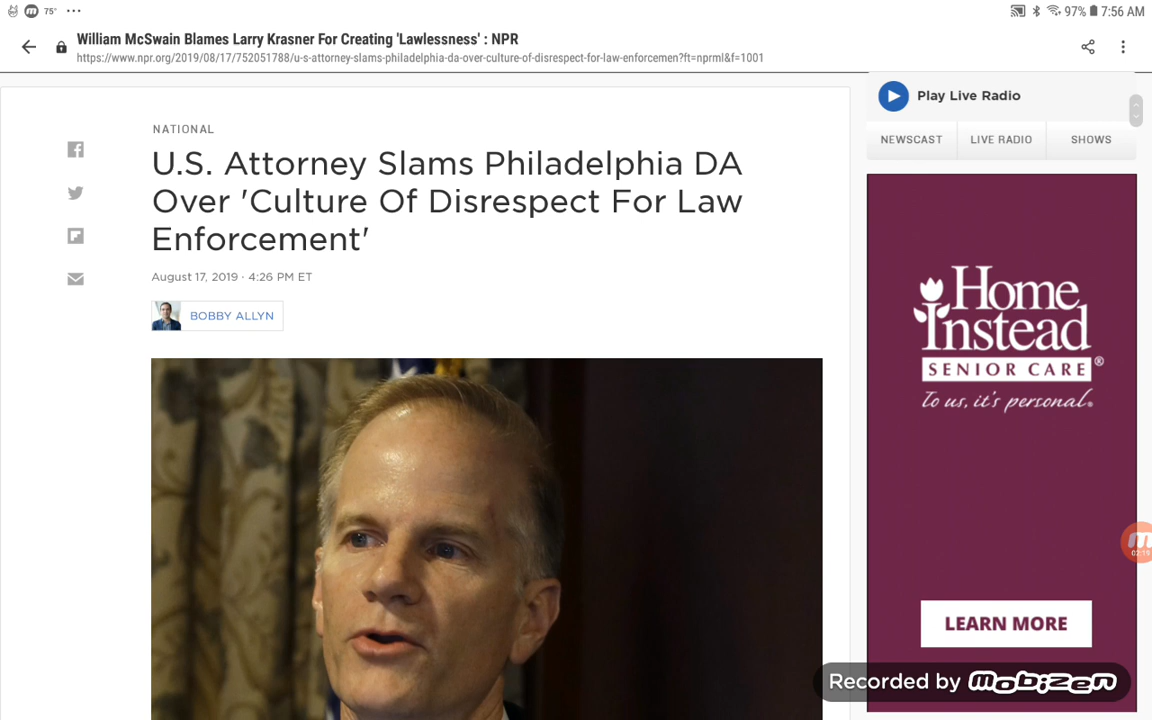 75° ···
97% 7:56 AM
William McSwain Blames Larry Krasner For Creating 'Lawlessness' : NPR
https://www.npr.org/2019/08/17/752051788/u-s-attorney-slams-philadelphia-da-over-culture-of-disrespect-for-law-enforcemen?ft=nprml&f=1001
NATIONAL
U.S. Attorney Slams Philadelphia DA
Over 'Culture Of Disrespect For Law
Enforcement'
August 17, 2019 · 4:26 PM ET
BOBBY ALLYN
Play Live Radio
NEWSCAST LIVE RADIO SHOWS
Home
Instead®
SENIOR CARE
To us, it's personal.
LEARN MORE
02:19
Recorded by mobizen